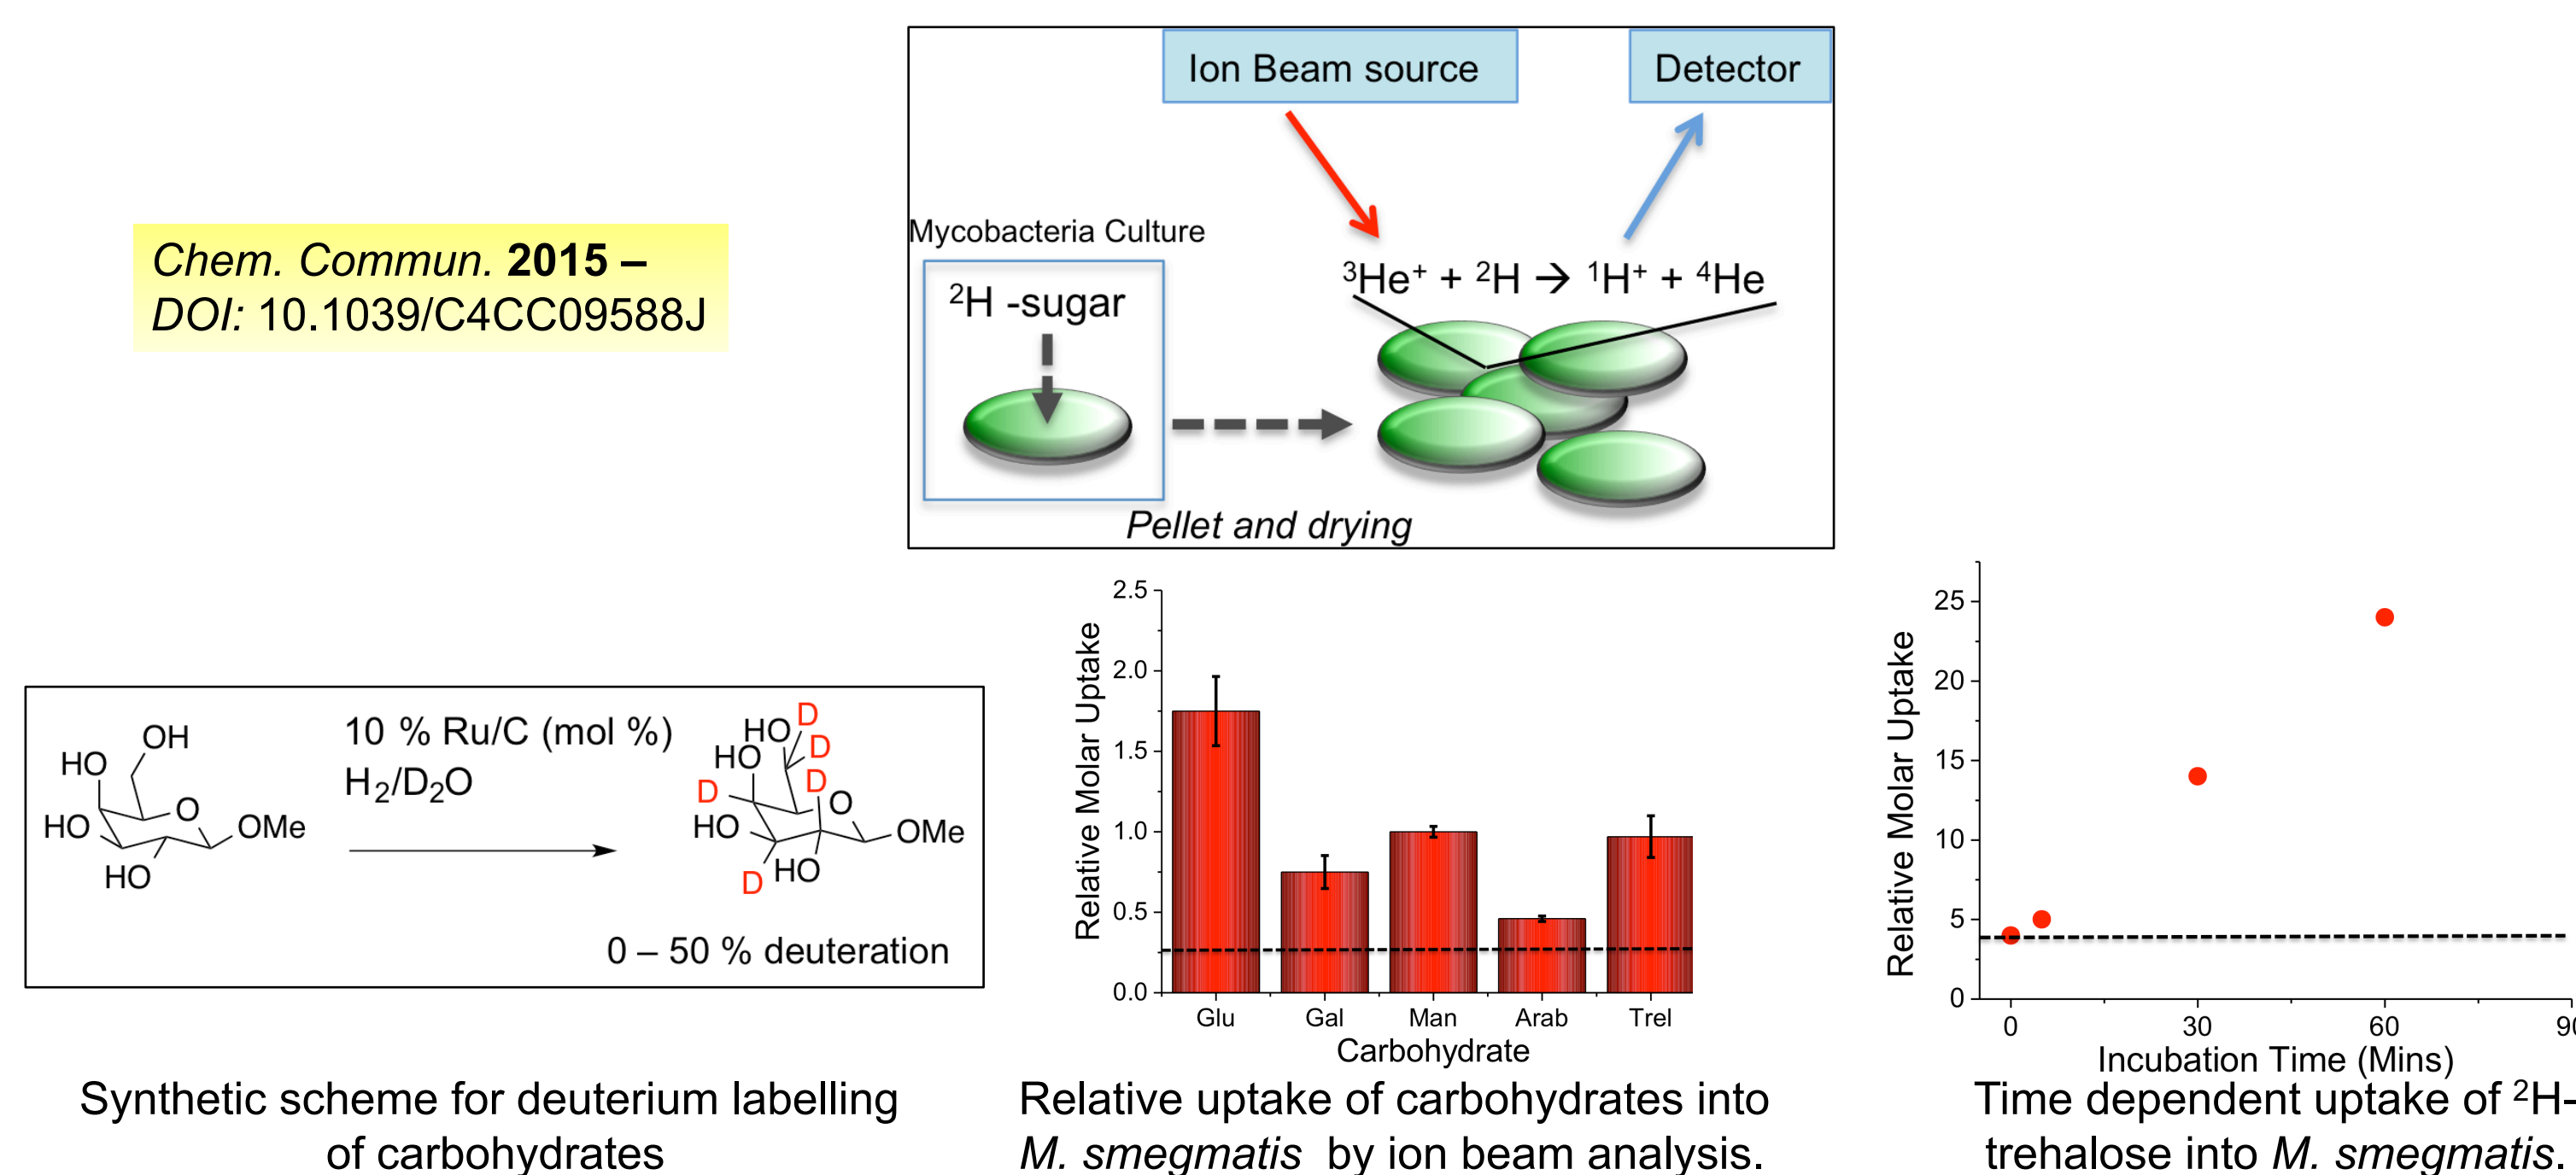 Ion Beam source
Detector
Chem. Commun. 2015 –
DOI: 10.1039/C4CC09588J
Mycobacteria Culture
²H -sugar
³He⁺ + ²H → ¹H⁺ + ⁴He
Pellet and drying
OH
HO
HO
HO
O
OMe
10 % Ru/C (mol %)
H₂/D₂O
HO
D
HO
D
D
D
O
HO
OMe
D
HO
0 – 50 % deuteration
Synthetic scheme for deuterium labelling
of carbohydrates
Relative Molar Uptake
2.5
2.0
1.5
1.0
0.5
0.0
Glu
Gal
Man
Arab
Trel
Carbohydrate
Relative uptake of carbohydrates into
M. smegmatis by ion beam analysis.
Relative Molar Uptake
25
20
15
10
5
0
0
30
60
Incubation Time (Mins)
Time dependent uptake of ²H-
trehalose into M. smegmatis.